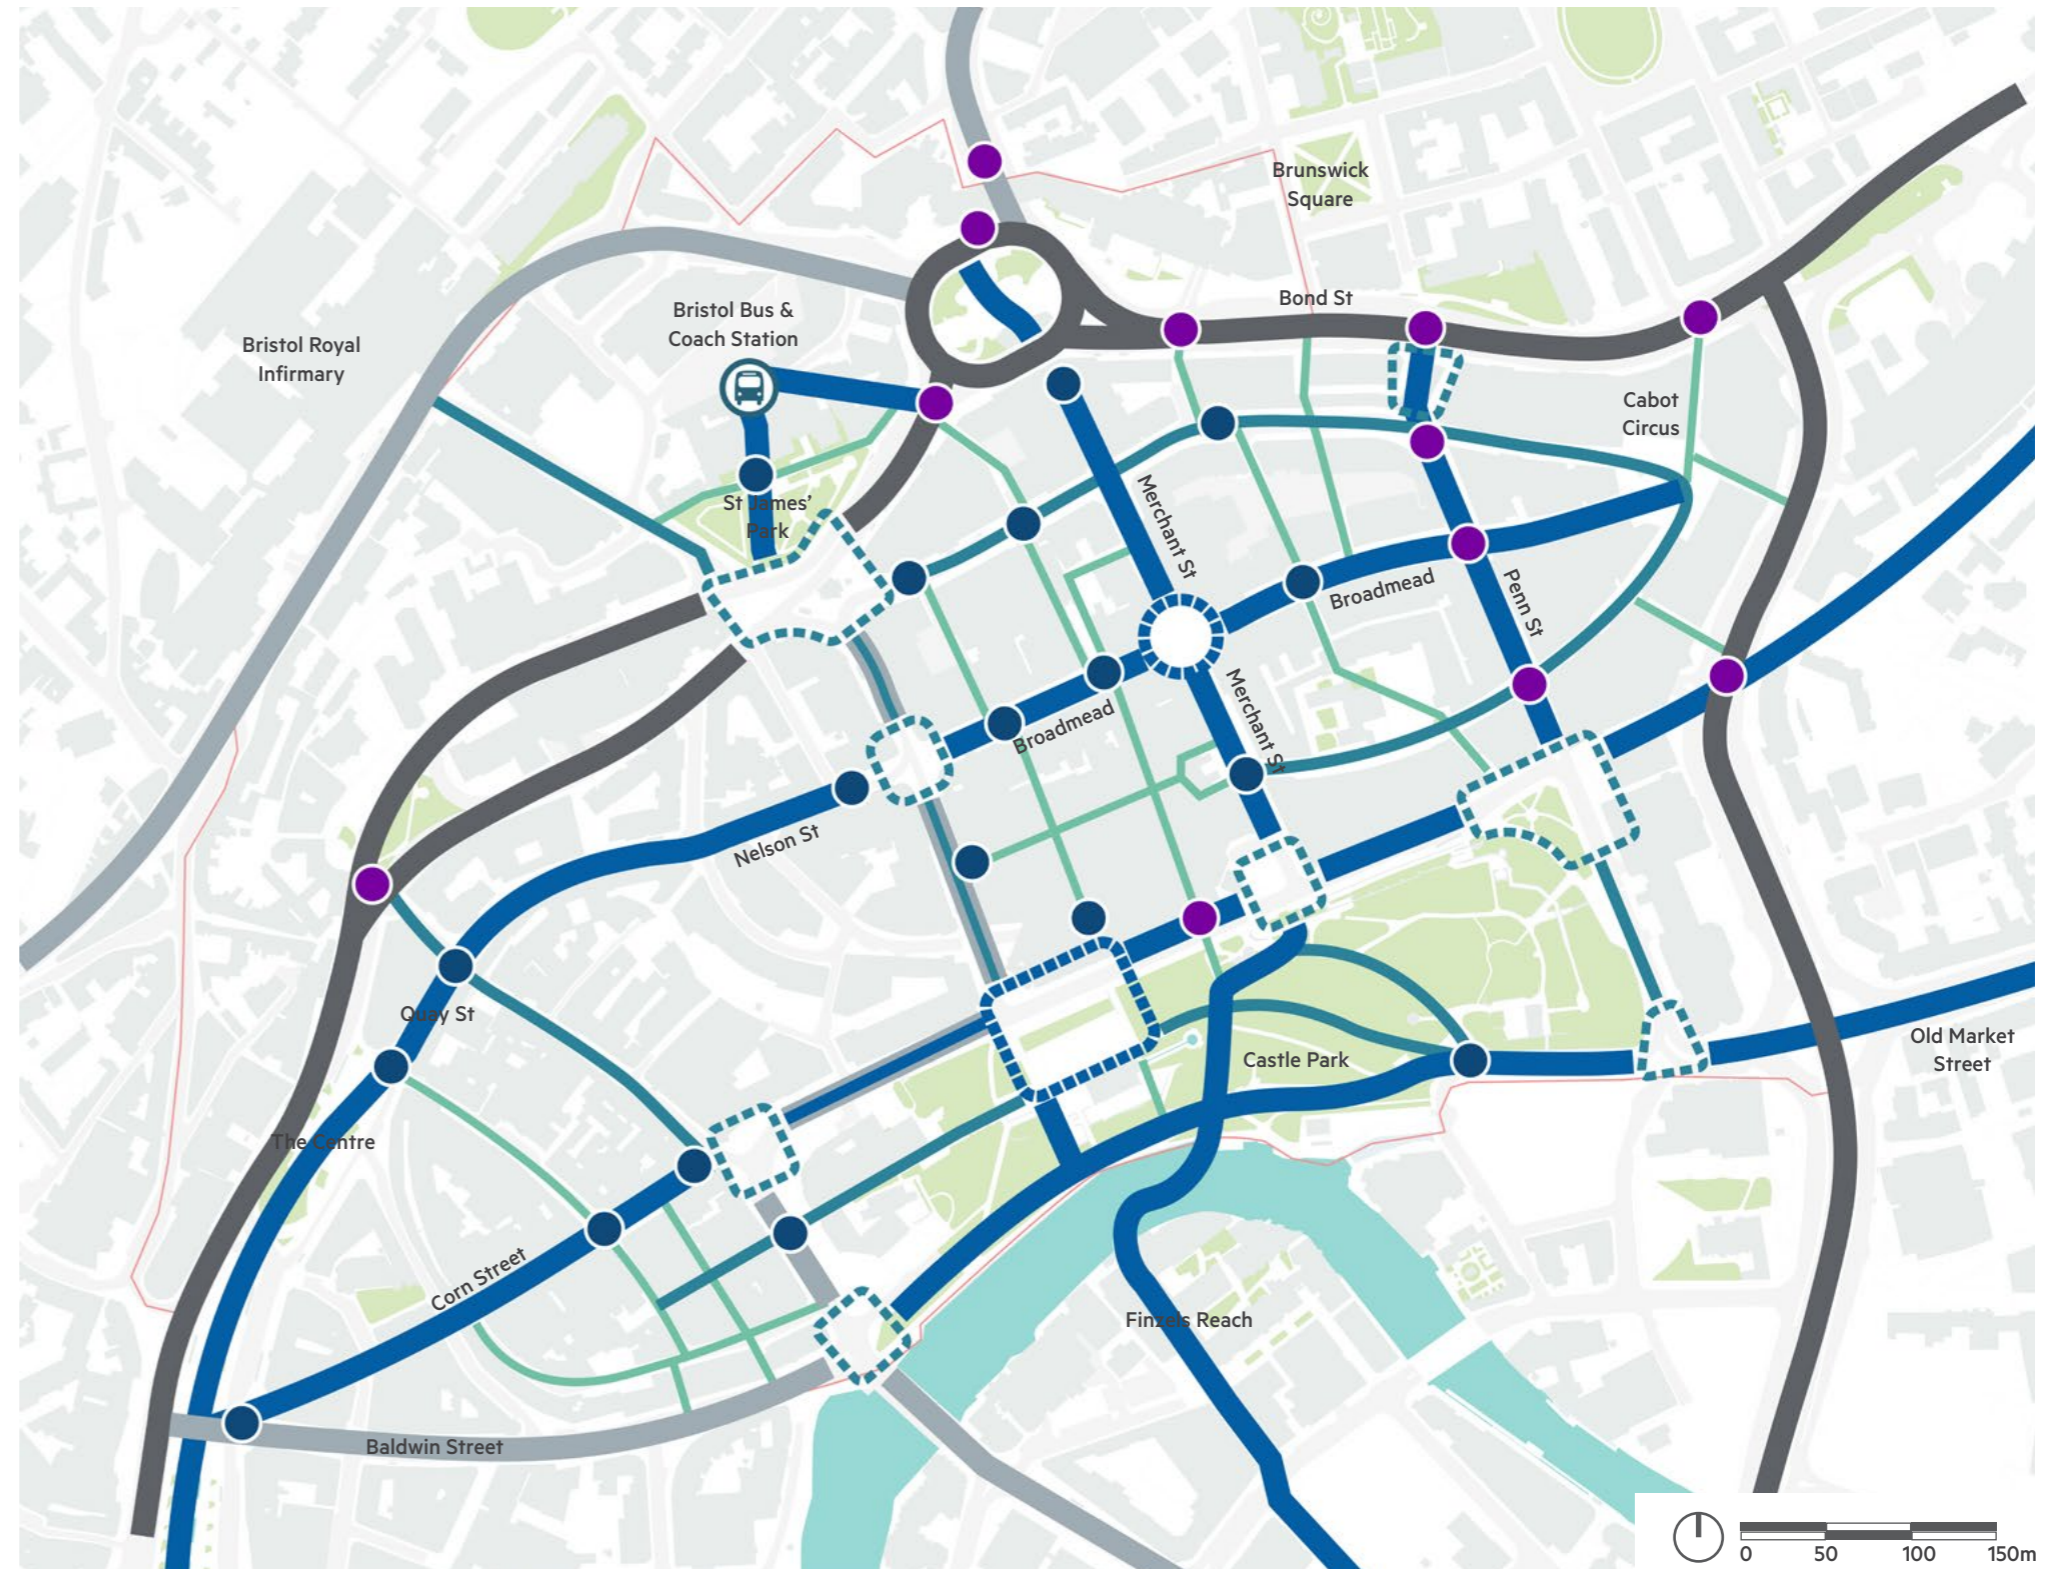 Brunswick
Square
Bond St
Bristol Bus &
Coach Station
Bristol Royal
Infirmary
Cabot
Circus
St James'
Park
Merchant St
Broadmead
Penn St
Merchant St
Broadmead
Nelson St
Quay St
Castle Park
Old Market
Street
The Centre
Corn Street
Finzels Reach
Baldwin Street
0 50 100 150m